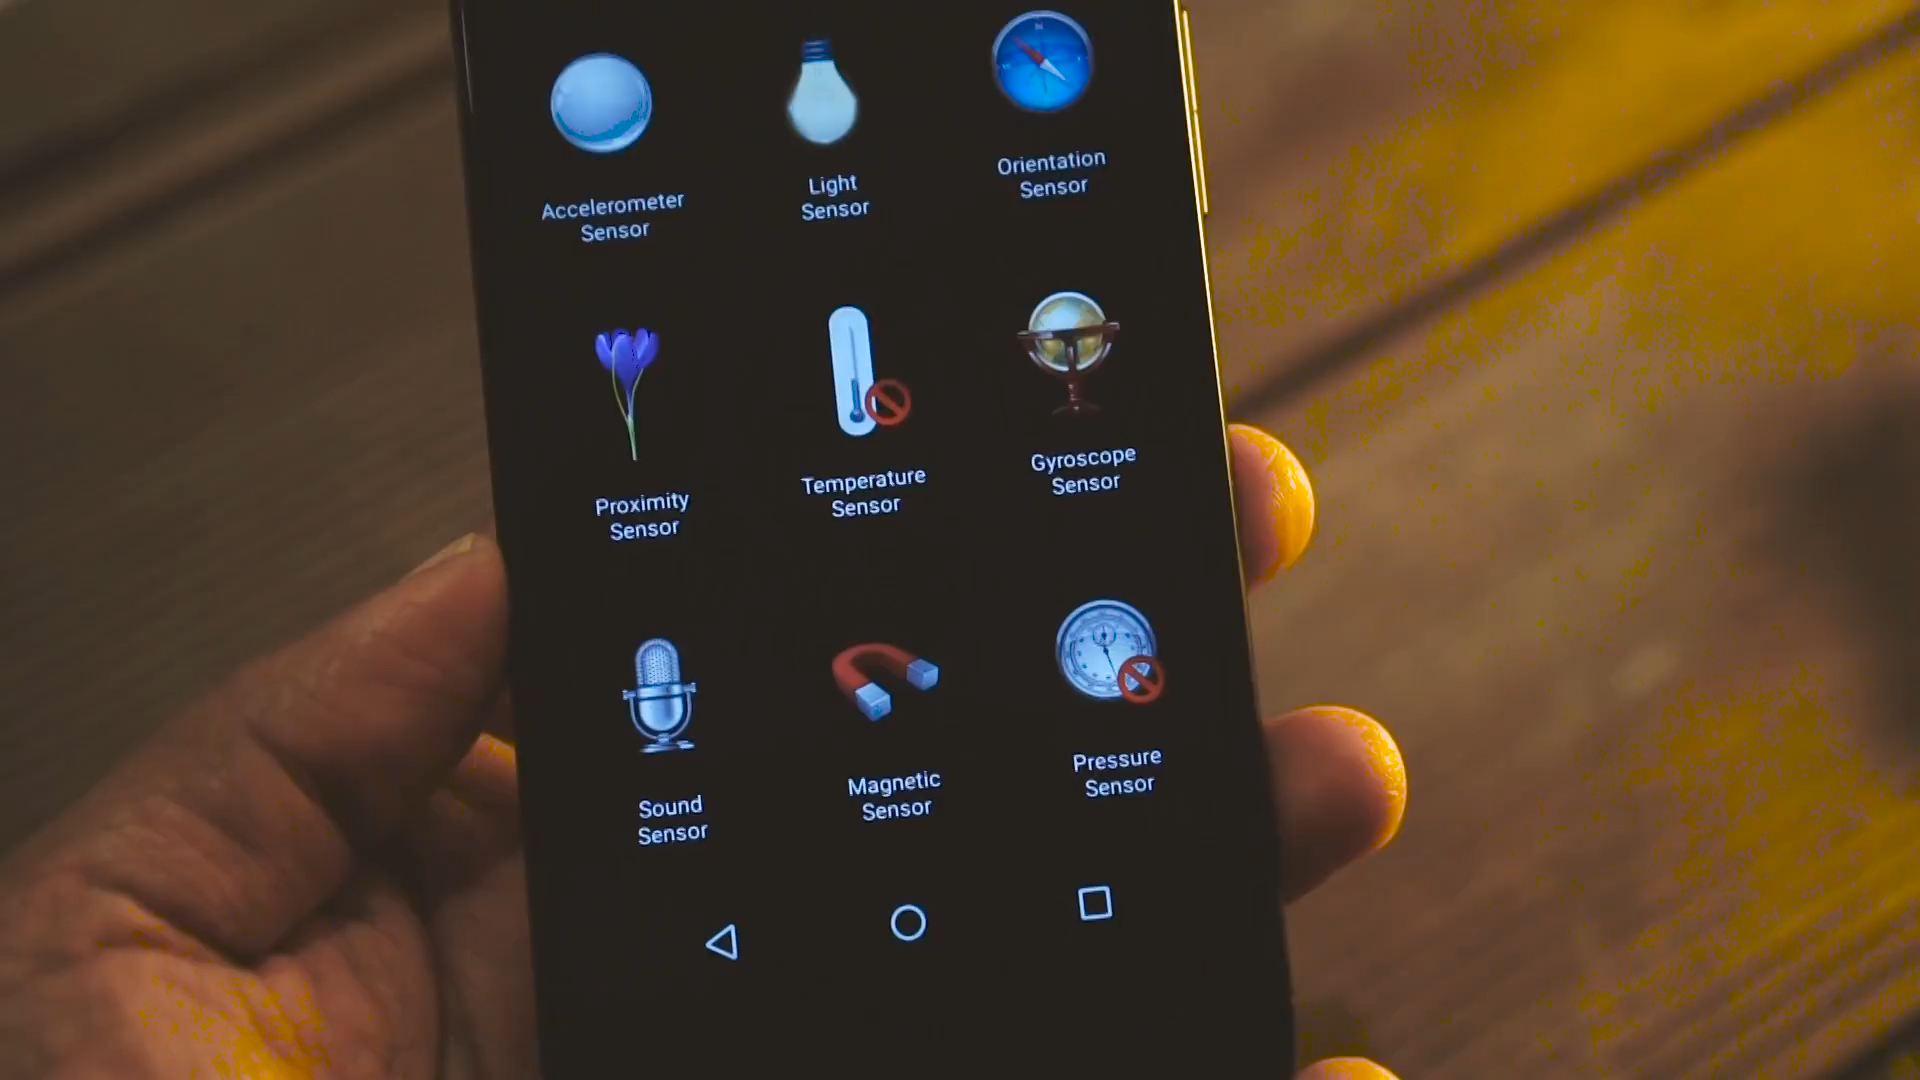 Accelerometer
Sensor
Light
Sensor
Orientation
Sensor
Proximity
Sensor
Temperature
Sensor
Gyroscope
Sensor
Sound
Sensor
Magnetic
Sensor
Pressure
Sensor